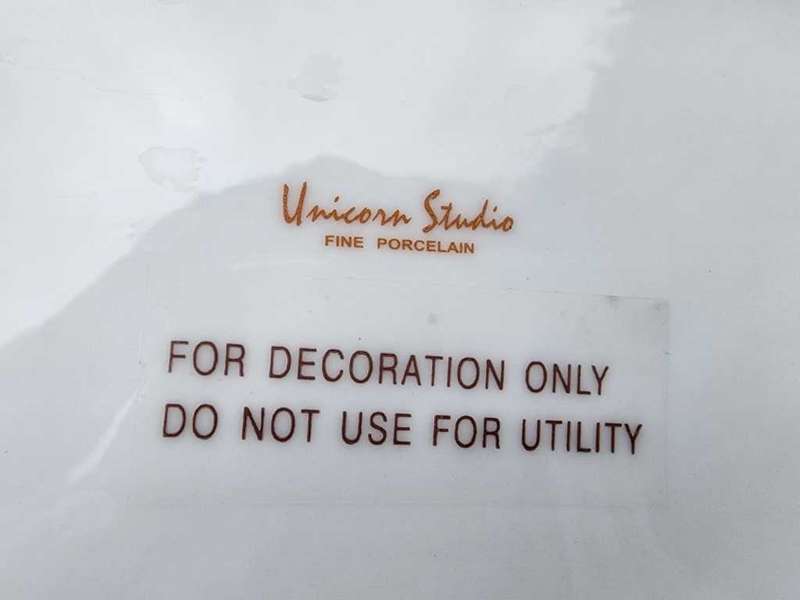 Unicorn Studio
FINE PORCELAIN
FOR DECORATION ONLY
DO NOT USE FOR UTILITY